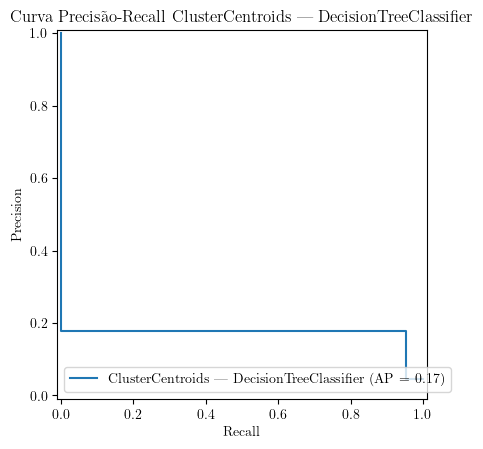 Curva Precisão-Recall ClusterCentroids — DecisionTreeClassifier
1.0
0.8
0.6
0.4
0.2
0.0
Precision
ClusterCentroids — DecisionTreeClassifier (AP = 0.17)
0.0 0.2 0.4 0.6 0.8 1.0
Recall